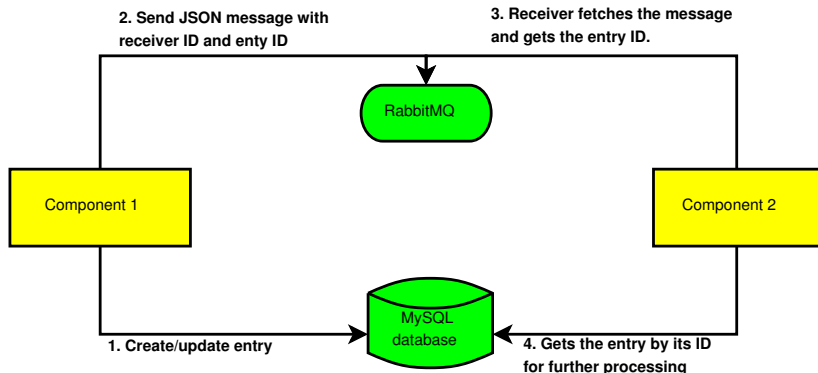 2. Send JSON message with
receiver ID and enty ID
3. Receiver fetches the message
and gets the entry ID.
RabbitMQ
Component 1
Component 2
MySQL
database
1. Create/update entry
4. Gets the entry by its ID
for further processing